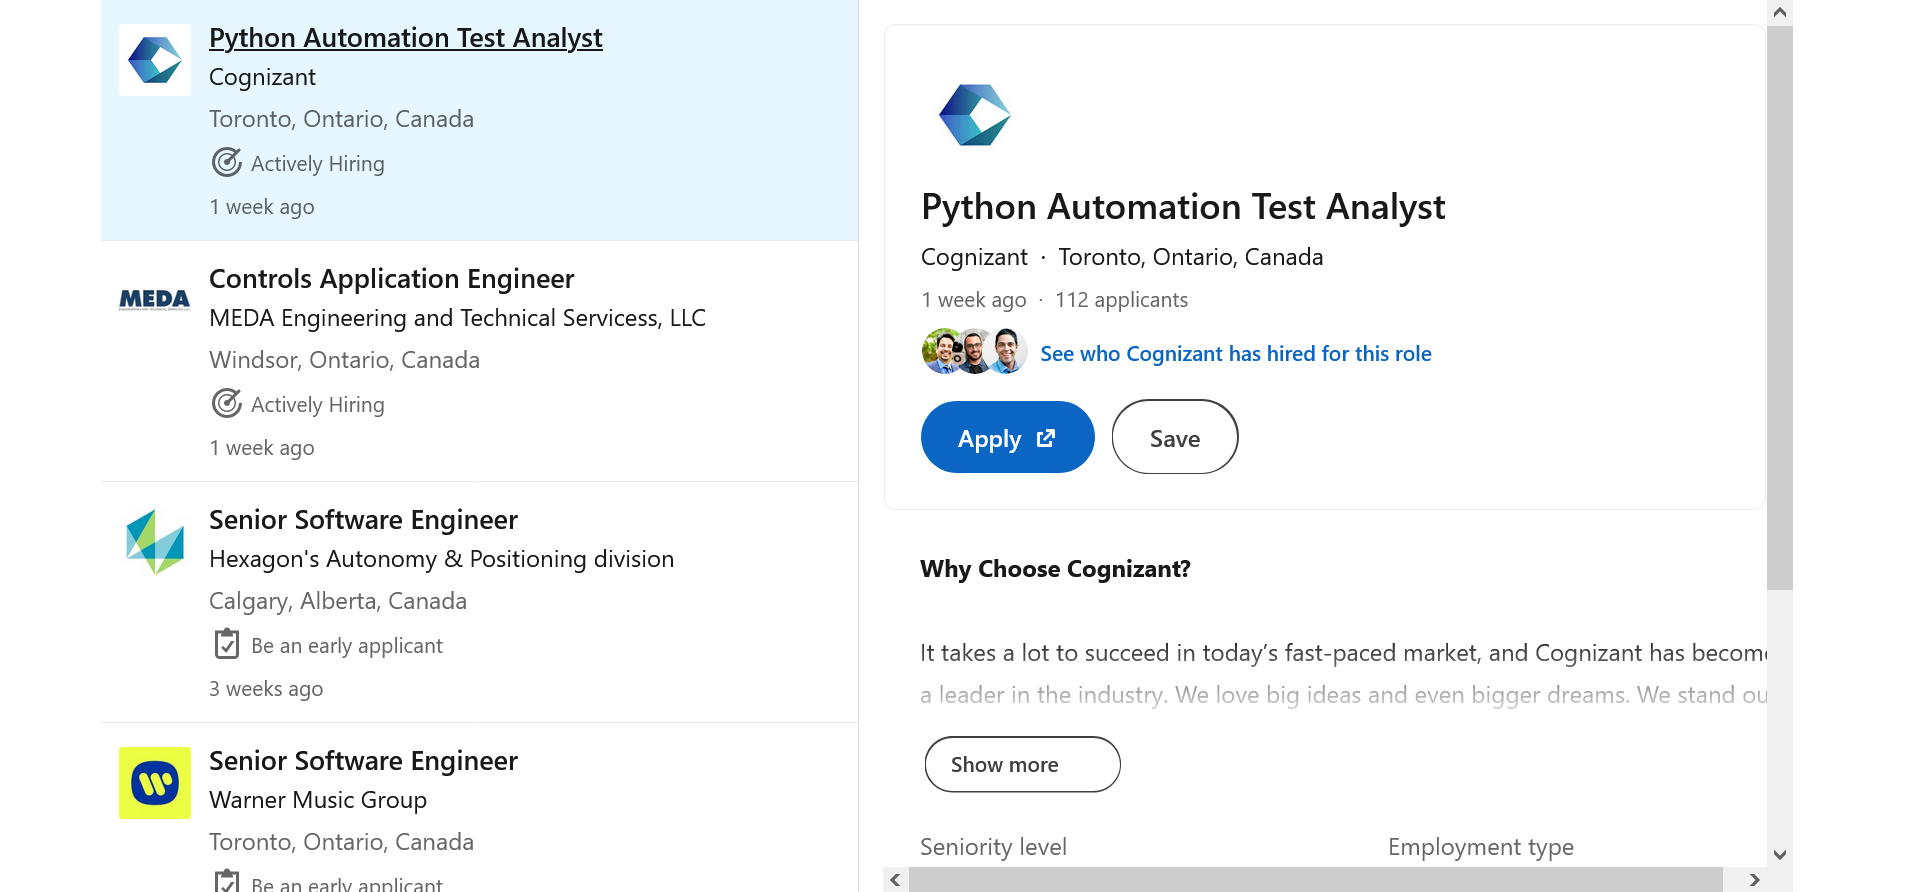 Python Automation Test Analyst
Cognizant
Toronto, Ontario, Canada
Actively Hiring
1 week ago
MEDA
Controls Application Engineer
MEDA Engineering and Technical Servicess, LLC
Windsor, Ontario, Canada
Actively Hiring
1 week ago
Senior Software Engineer
Hexagon's Autonomy & Positioning division
Calgary, Alberta, Canada
Be an early applicant
3 weeks ago
Senior Software Engineer
Warner Music Group
Toronto, Ontario, Canada
Be an early applicant
Python Automation Test Analyst
Cognizant · Toronto, Ontario, Canada
1 week ago · 112 applicants
See who Cognizant has hired for this role
Apply
Save
Why Choose Cognizant?
It takes a lot to succeed in today’s fast-paced market, and Cognizant has become
a leader in the industry. We love big ideas and even bigger dreams. We stand ou
Show more
Seniority level
Employment type